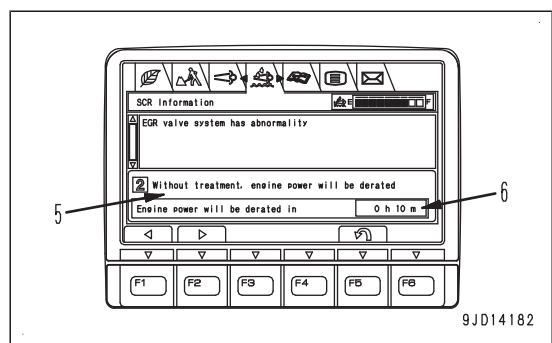 SCR Information
E F
EGR valve system has abnormality
2 Without treatment, engine power will be derated
Engine power will be derated in 0 h 10 m
5
6
F1 F2 F3 F4 F5 F6
9JD14182